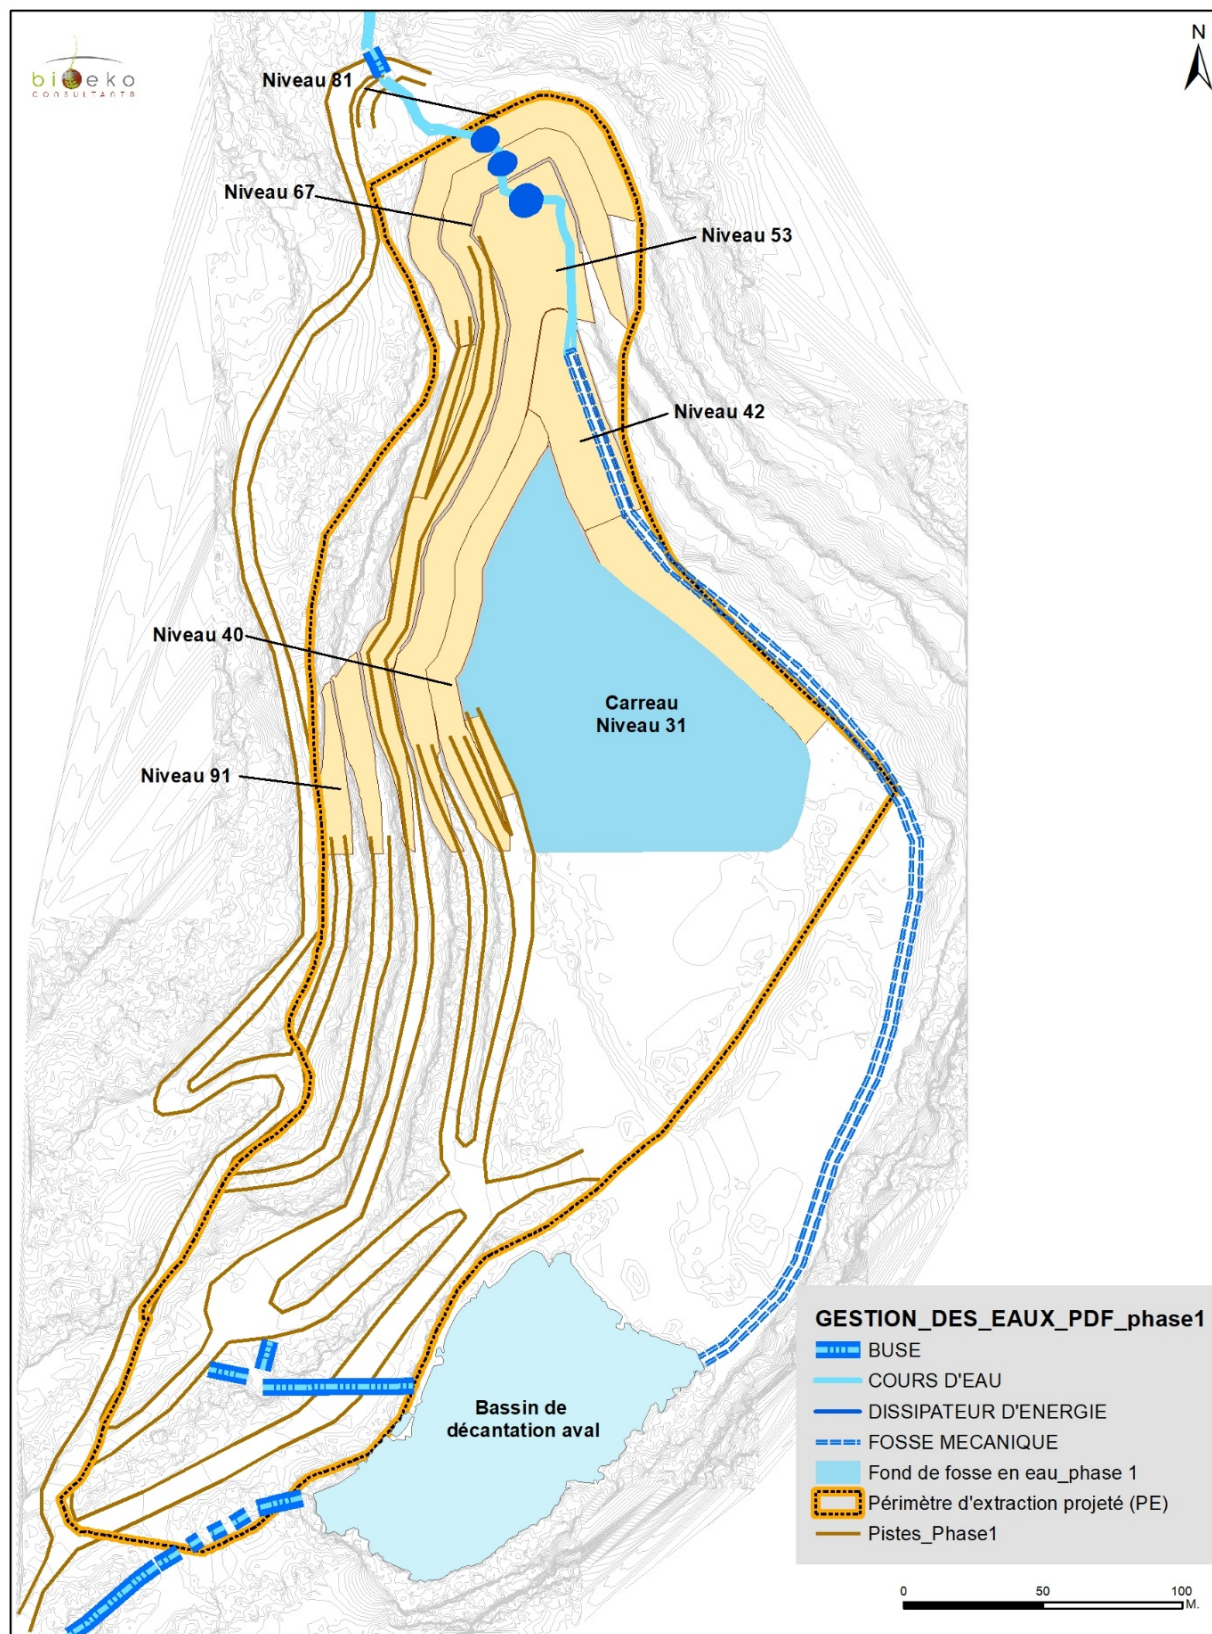 bioeko
CONSULTANTS
N
Niveau 81
Niveau 67
Niveau 53
Niveau 42
Niveau 40
Carreau
Niveau 31
Niveau 91
Bassin de
décantation aval
GESTION_DES_EAUX_PDF_phase1
BUSE
COURS D'EAU
DISSIPATEUR D'ENERGIE
FOSSE MECANIQUE
Fond de fosse en eau_phase 1
Périmètre d'extraction projeté (PE)
Pistes_Phase1
0 50 100
M.